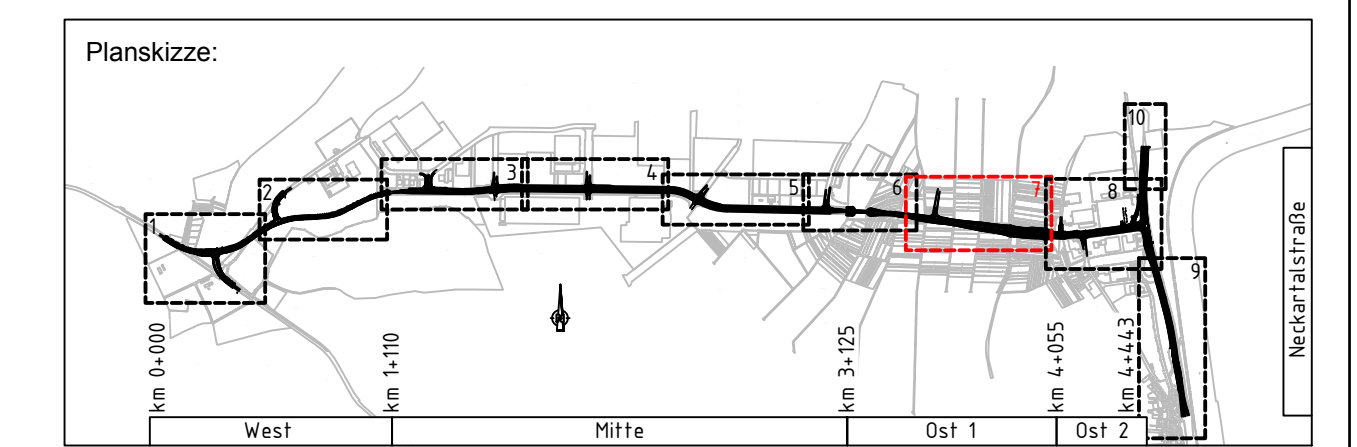 Planskizze:
10
1
2
3
4
5
6
7
8
9
km 0+000
km 1+110
km 3+125
km 4+055
km 4+443
Neckartalstraße
West
Mitte
Ost 1
Ost 2